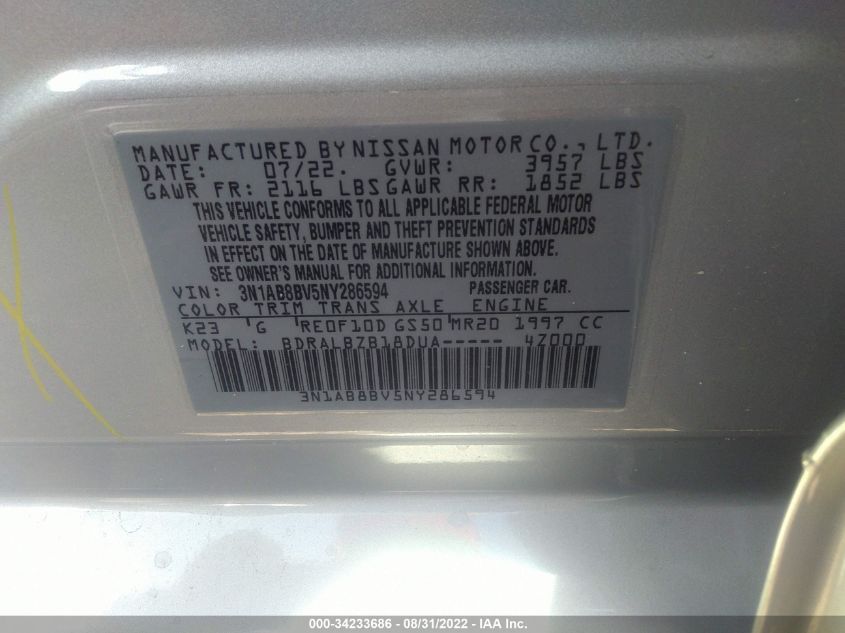 MANUFACTURED BY NISSAN MOTOR CO., LTD.
DATE: 07/22. GVWR: 3957 LBS
GAWR FR: 2116 LBS GAWR RR: 1852 LBS
THIS VEHICLE CONFORMS TO ALL APPLICABLE FEDERAL MOTOR
VEHICLE SAFETY, BUMPER AND THEFT PREVENTION STANDARDS
IN EFFECT ON THE DATE OF MANUFACTURE SHOWN ABOVE.
SEE OWNER'S MANUAL FOR ADDITIONAL INFORMATION.
VIN: 3N1AB8BV5NY286594 PASSENGER CAR.
COLOR TRIM TRANS AXLE ENGINE
K23 G RE0F10D GS50 MR20 1997 CC
MODEL: BDRALBZB18DUA----- 4Z000
3N1AB8BV5NY286594
000-34233686 - 08/31/2022 - IAA Inc.